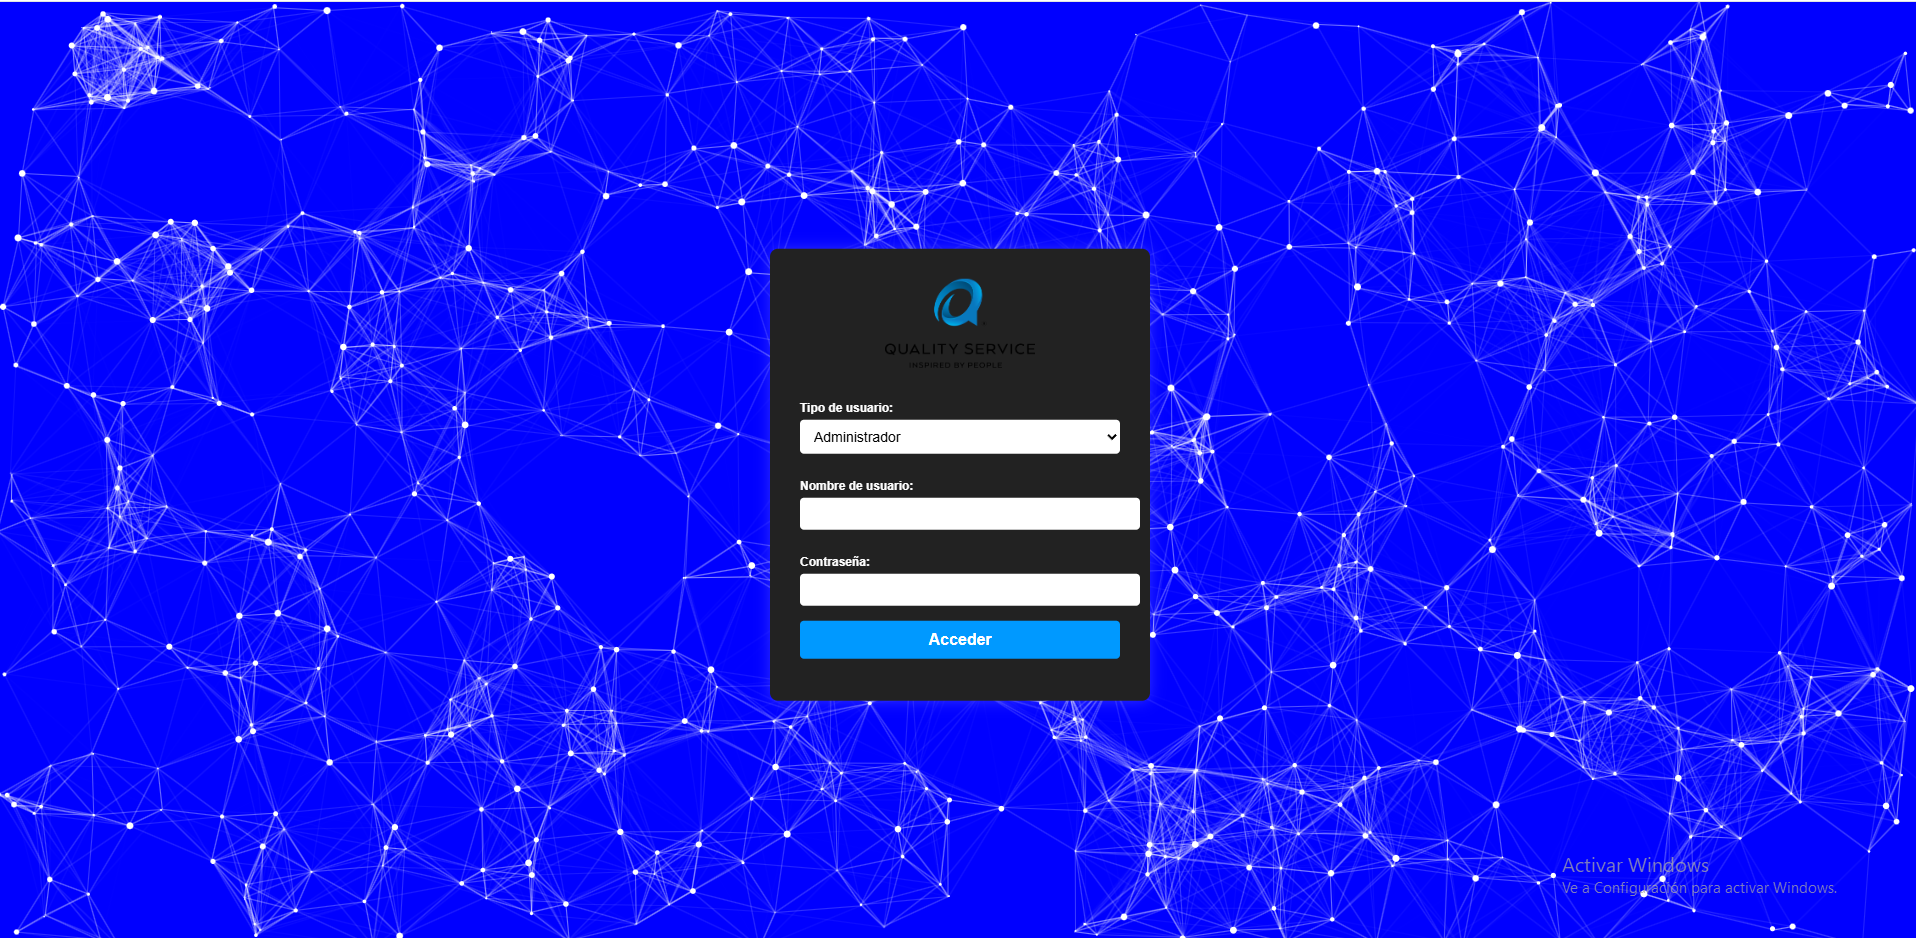 QUALITY SERVICE
INSPIRED BY PEOPLE
Tipo de usuario:
Administrador
Nombre de usuario:
Contraseña:
Acceder
Activar Windows
Ve a Configuración para activar Windows.